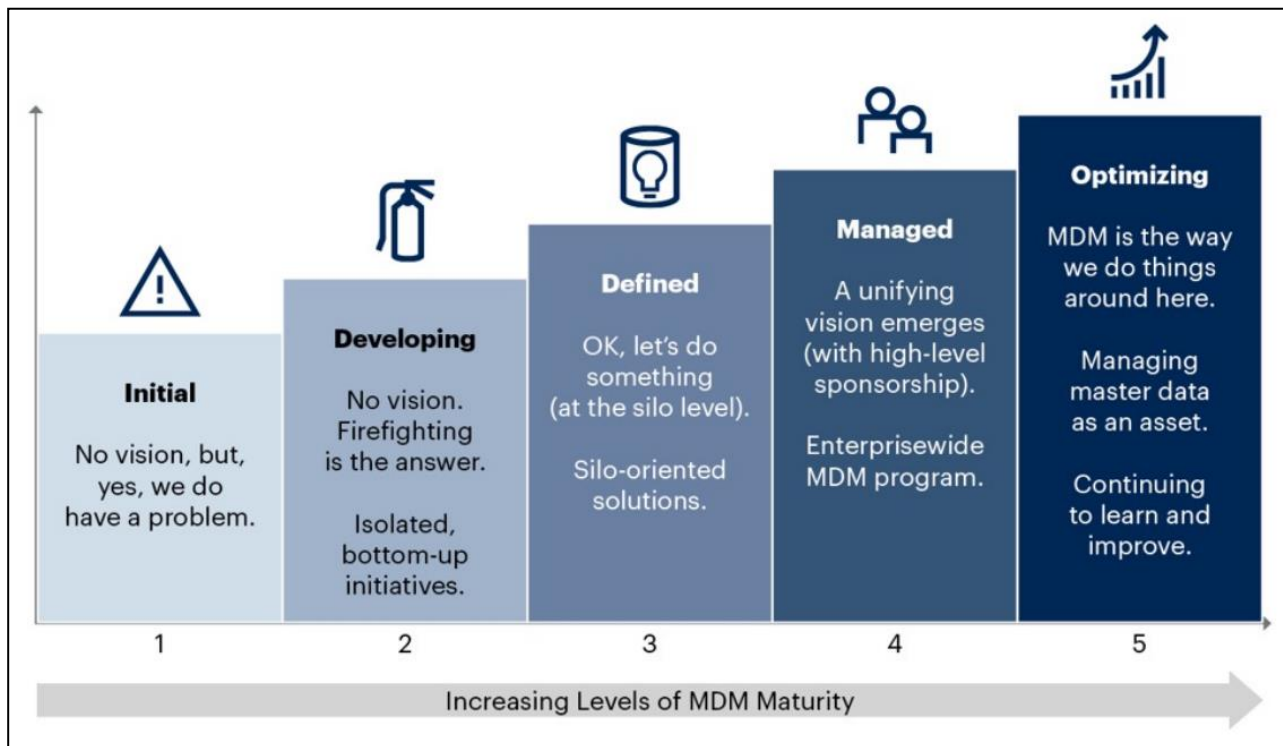 Initial
No vision, but,
yes, we do
have a problem.
Developing
No vision.
Firefighting
is the answer.
Isolated,
bottom-up
initiatives.
Defined
OK, let's do
something
(at the silo level).
Silo-oriented
solutions.
Managed
A unifying
vision emerges
(with high-level
sponsorship).
Enterprisewide
MDM program.
Optimizing
MDM is the way
we do things
around here.
Managing
master data
as an asset.
Continuing
to learn and
improve.
1
2
3
4
5
Increasing Levels of MDM Maturity